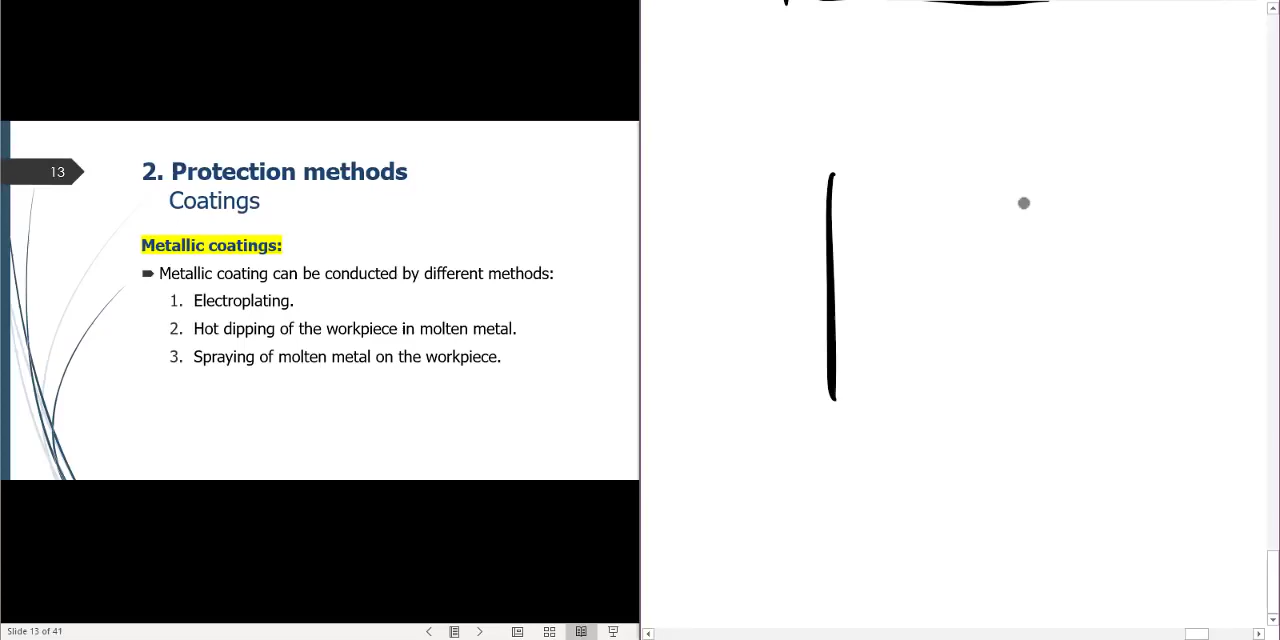 13
2. Protection methods
Coatings
Metallic coatings:
Metallic coating can be conducted by different methods:
1. Electroplating.
2. Hot dipping of the workpiece in molten metal.
3. Spraying of molten metal on the workpiece.
Slide 13 of 41